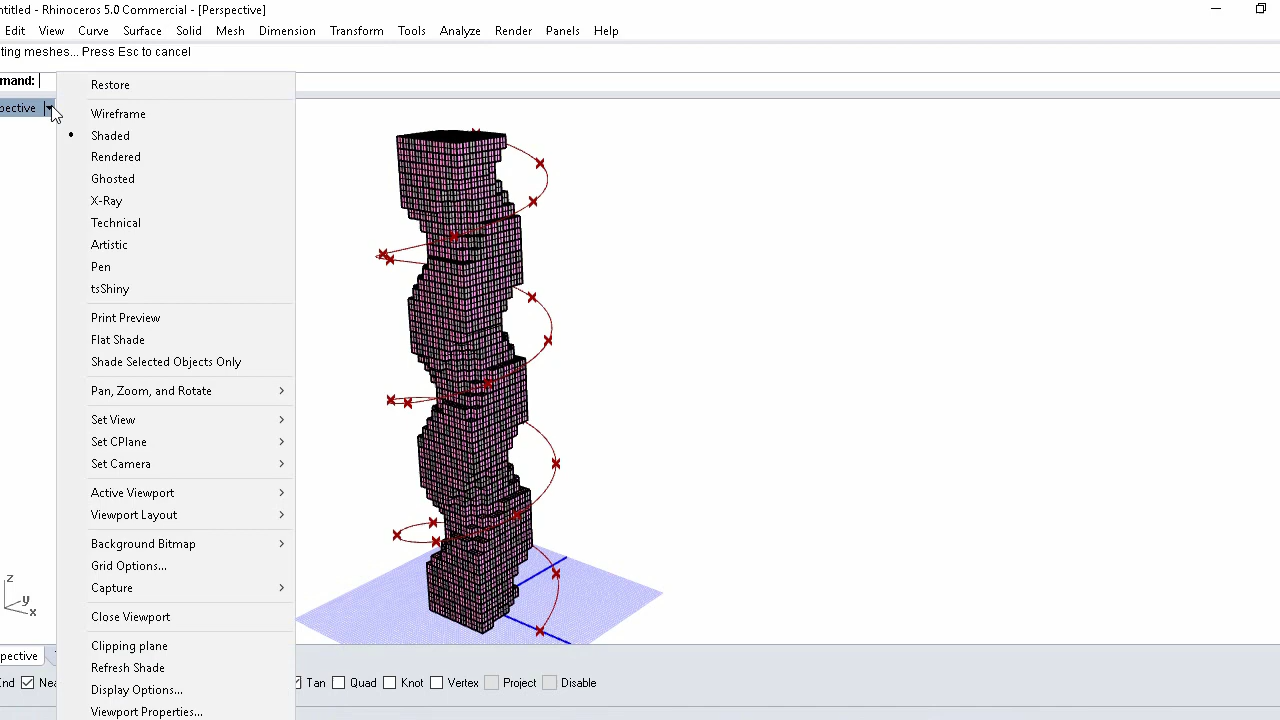 ntitled - Rhinoceros 5.0 Commercial - [Perspective]
Edit View Curve Surface Solid Mesh Dimension Transform Tools Analyze Render Panels Help
ting meshes... Press Esc to cancel
mand:
pective
Restore
Wireframe
Shaded
Rendered
Ghosted
X-Ray
Technical
Artistic
Pen
tsShiny
Print Preview
Flat Shade
Shade Selected Objects Only
Pan, Zoom, and Rotate
Set View
Set CPlane
Set Camera
Active Viewport
Viewport Layout
Background Bitmap
Grid Options...
Capture
Close Viewport
Clipping plane
Refresh Shade
Display Options...
Viewport Properties...
z
y
x
pective
End Nea Tan Quad Knot Vertex Project Disable